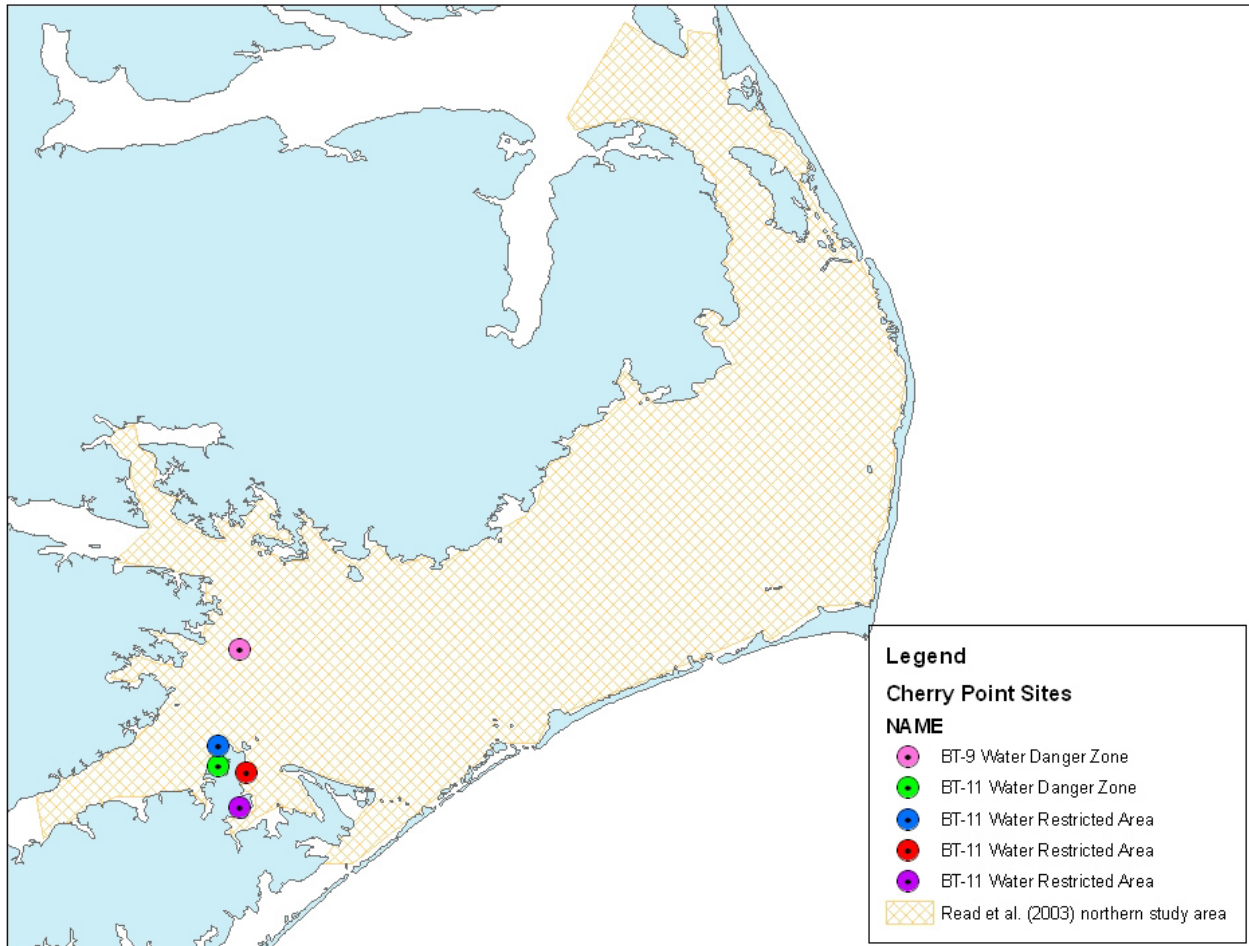 Legend
Cherry Point Sites
NAME
BT-9 Water Danger Zone
BT-11 Water Danger Zone
BT-11 Water Restricted Area
BT-11 Water Restricted Area
BT-11 Water Restricted Area
Read et al. (2003) northern study area